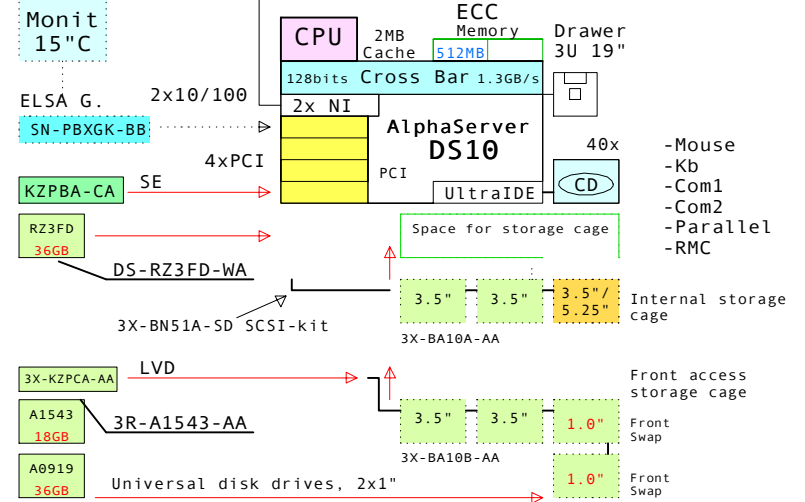 Monit
15"C
ELSA G.
SN-PBXGK-BB
2x10/100
CPU
2MB
Cache
ECC
Memory
512MB
Drawer
3U 19"
128bits Cross Bar 1.3GB/s
2x NI
AlphaServer
DS10
4xPCI
PCI
UltraIDE
40x
CD
-Mouse
-Kb
-Com1
-Com2
-Parallel
-RMC
KZPBA-CA
SE
RZ3FD
36GB
DS-RZ3FD-WA
Space for storage cage
3X-BN51A-SD SCSI-kit
3.5"
3.5"
3.5"/
5.25"
Internal storage
cage
3X-BA10A-AA
3X-KZPCA-AA
LVD
Front access
storage cage
A1543
18GB
3R-A1543-AA
3.5"
3.5"
1.0"
Front
Swap
3X-BA10B-AA
A0919
36GB
Universal disk drives, 2x1"
1.0"
Front
Swap